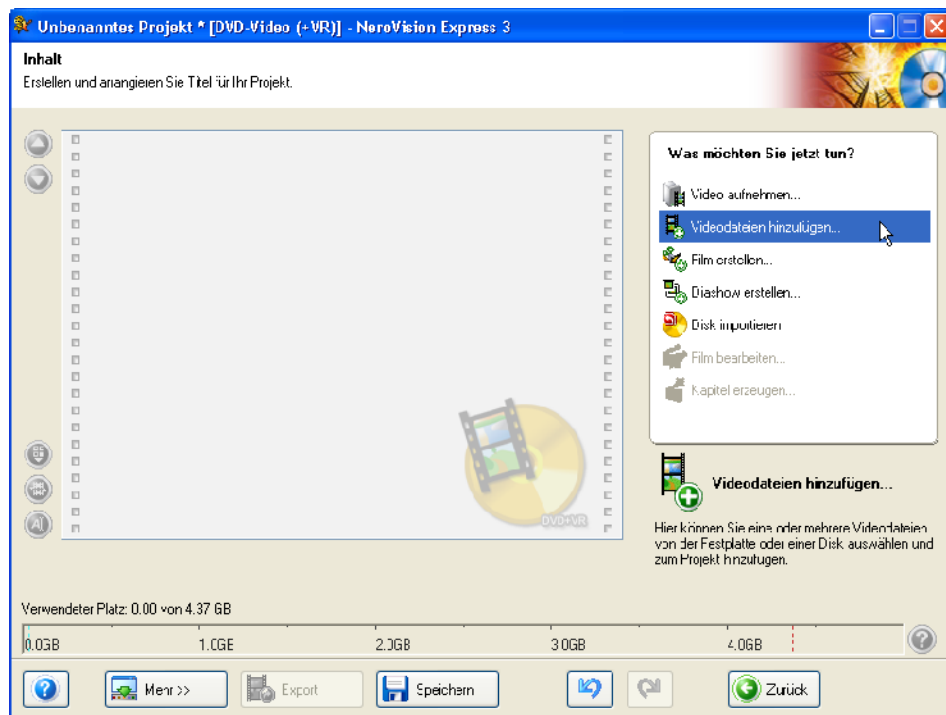 Unbenanntes Projekt * [DVD-Video (+VR)] - NeroVision Express 3
Inhalt
Erstellen und arrangieren Sie Titel für Ihr Projekt.
Was möchten Sie jetzt tun?
Video aufnehmen...
Videodateien hinzufügen...
Film erstellen...
Diashow erstellen...
Disk importieren
Film bearbeiten...
Kapitel erzeugen...
DVD+VR
Videodateien hinzufügen...
Hier können Sie eine oder mehrere Videodateien
von der Festplatte oder einer Disk auswählen und
zum Projekt hinzufügen.
Verwendeter Platz: 0.00 von 4.37 GB
0.0GB 1.0GB 2.0GB 3.0GB 4.0GB
Mehr >> Export Speichern Zurück